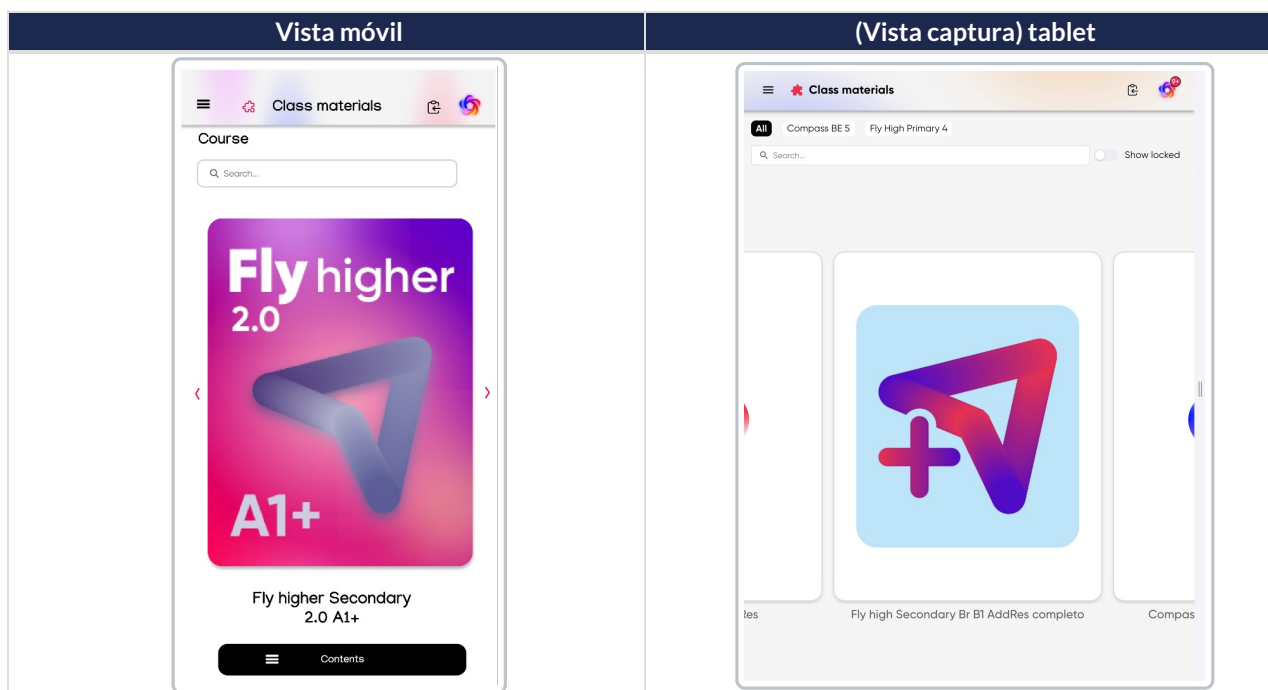 Vista móvil
(Vista captura) tablet
Class materials
Course
Search...
Fly higher
2.0
A1+
Fly higher Secondary
2.0 A1+
Contents
Class materials
9+
All Compass BE 5 Fly High Primary 4
Search... Show locked
Res
Fly high Secondary Br B1 AddRes completo
Compas